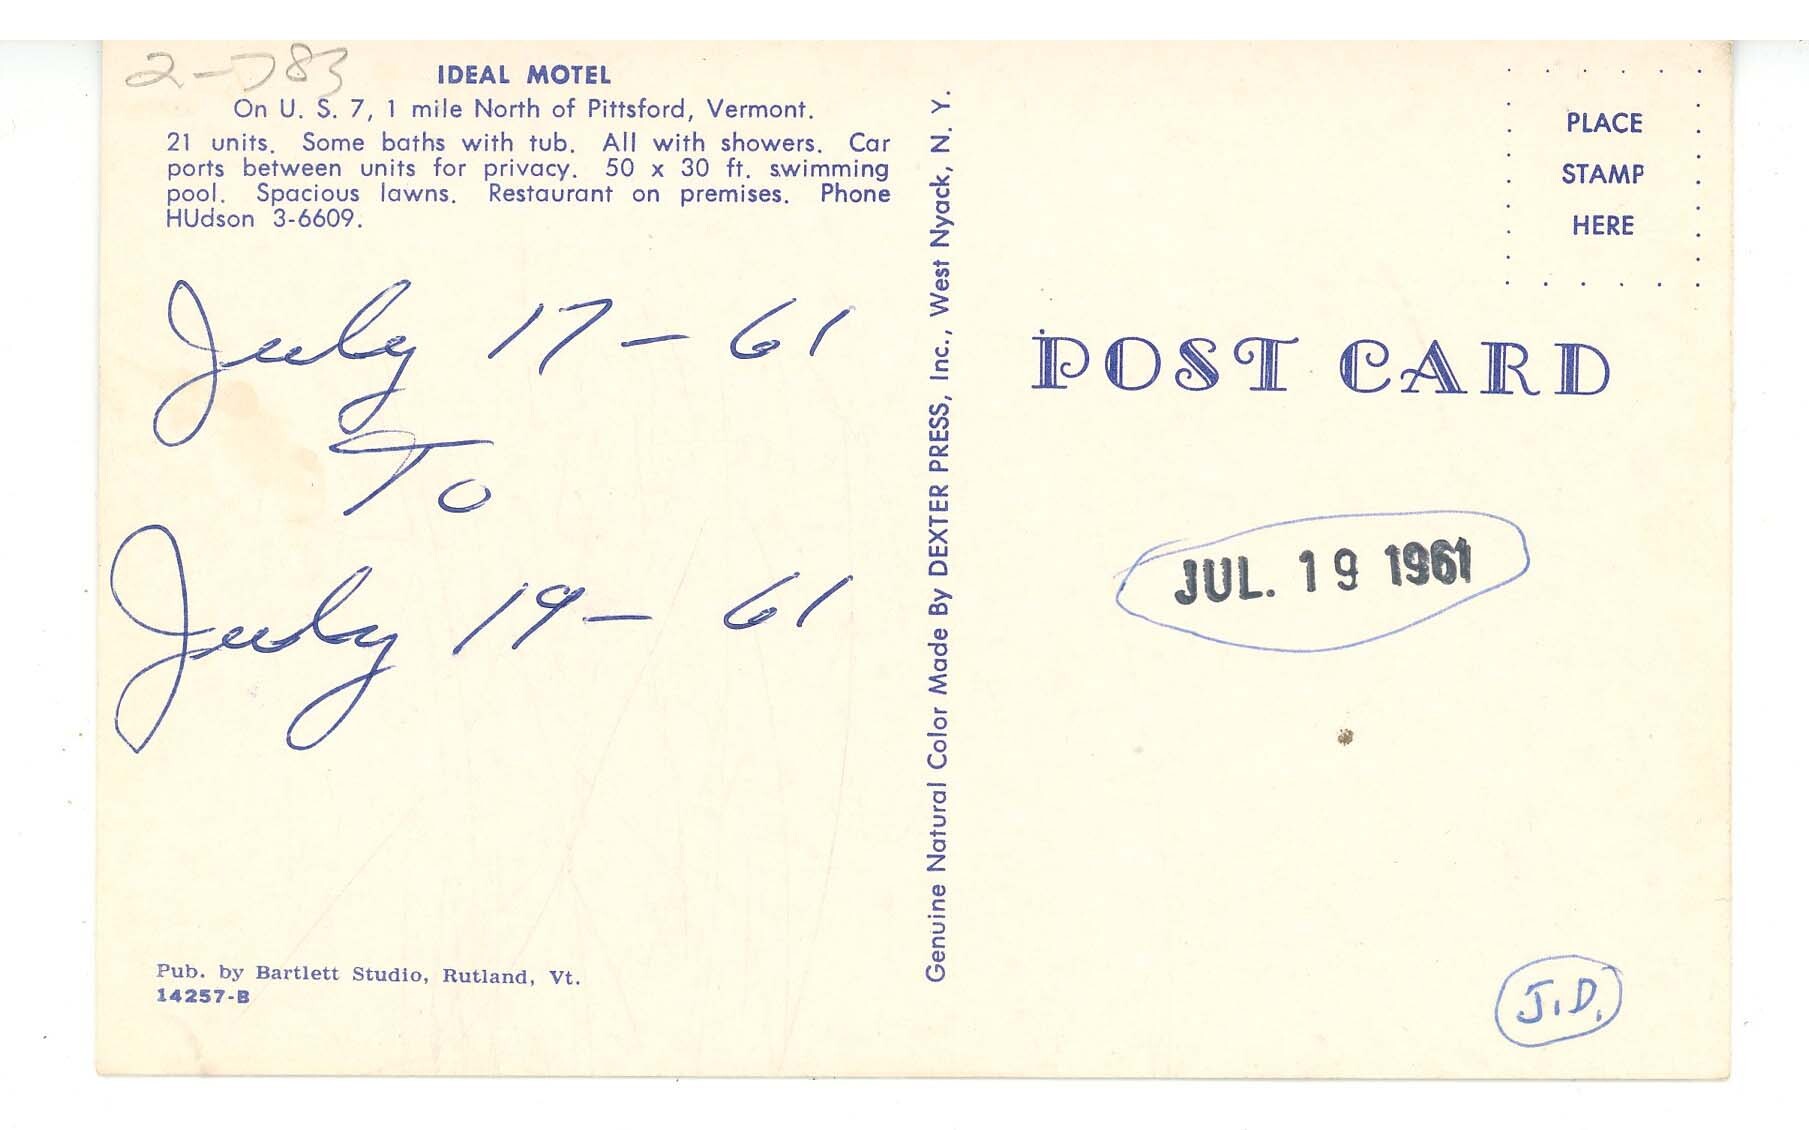 2-783
IDEAL MOTEL
On U. S. 7, 1 mile North of Pittsford, Vermont.
21 units. Some baths with tub. All with showers. Car
ports between units for privacy. 50 x 30 ft. swimming
pool. Spacious lawns. Restaurant on premises. Phone
HUdson 3-6609.
July 17-61
To
July 19-61
Pub. by Bartlett Studio, Rutland, Vt.
14257-B
Genuine Natural Color Made By DEXTER PRESS, Inc., West Nyack, N. Y.
PLACE
STAMP
HERE
POST CARD
JUL. 19 1961
J.D.